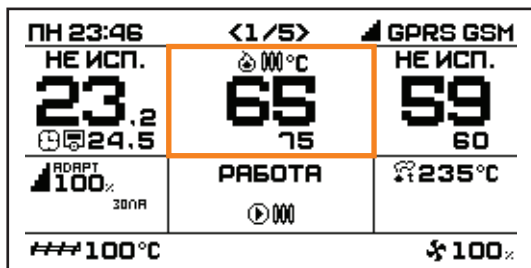 ПН 23:46 <1/5> GPRS GSM
НЕ ИСП. °C НЕ ИСП.
23.2 65 59
24.5 75 60
ADAPT
100% РАБОТА 235°C
ЗОЛА
100°C 100%